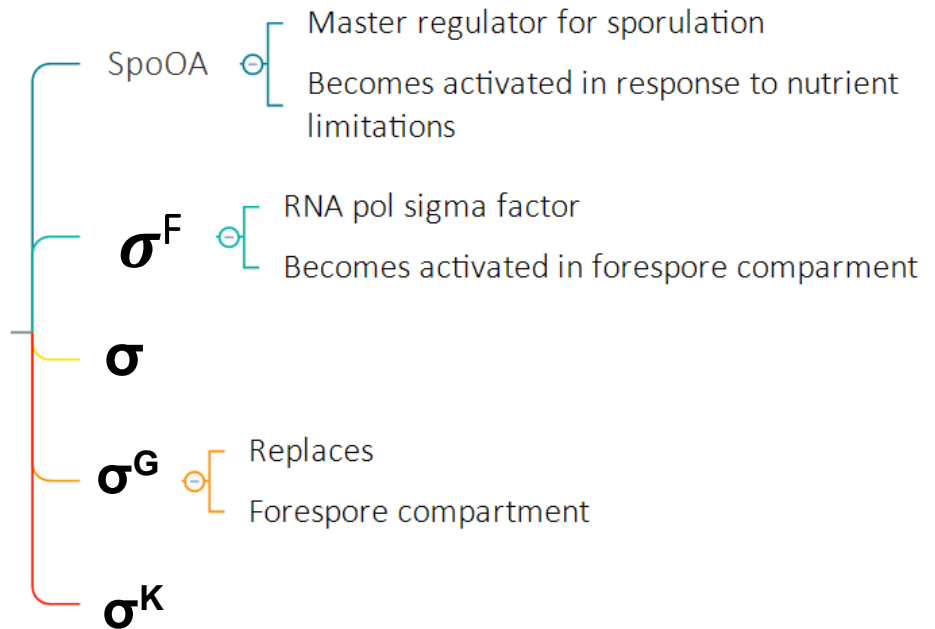 SpoOA
Master regulator for sporulation
Becomes activated in response to nutrient
limitations
σF
RNA pol sigma factor
Becomes activated in forespore comparment
σ
σG
Replaces
Forespore compartment
σK